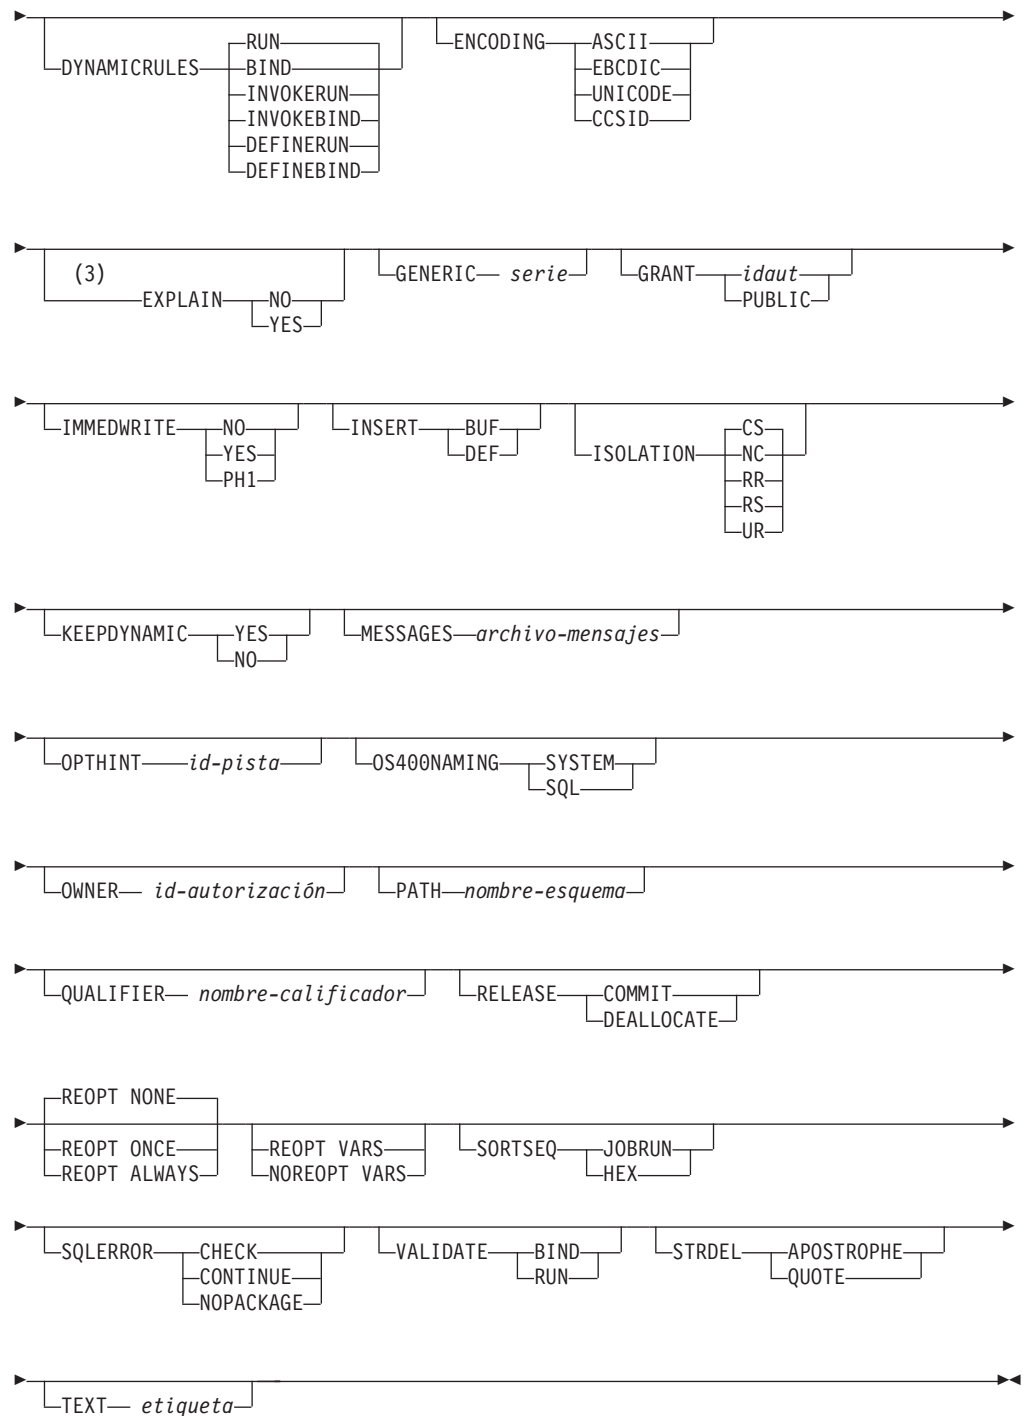 RUN ENCODING ASCII
DYNAMICRULES BIND EBCDIC
INVOKERUN UNICODE
INVOKEBIND CCSID
DEFINERUN
DEFINEBIND
(3) GENERIC serie GRANT idaut
EXPLAIN NO PUBLIC
YES
IMMEDWRITE NO INSERT BUF CS
YES DEF ISOLATION NC
PH1 RR
RS
UR
KEEPDYNAMIC YES MESSAGES archivo-mensajes
NO
OPTHINT id-pista OS400NAMING SYSTEM
SQL
OWNER id-autorización PATH nombre-esquema
QUALIFIER nombre-calificador RELEASE COMMIT
DEALLOCATE
REOPT NONE
REOPT ONCE REOPT VARS SORTSEQ JOBRUN
REOPT ALWAYS NOREOPT VARS HEX
SQLERROR CHECK VALIDATE BIND STRDEL APOSTROPHE
CONTINUE RUN QUOTE
NOPACKAGE
TEXT etiqueta